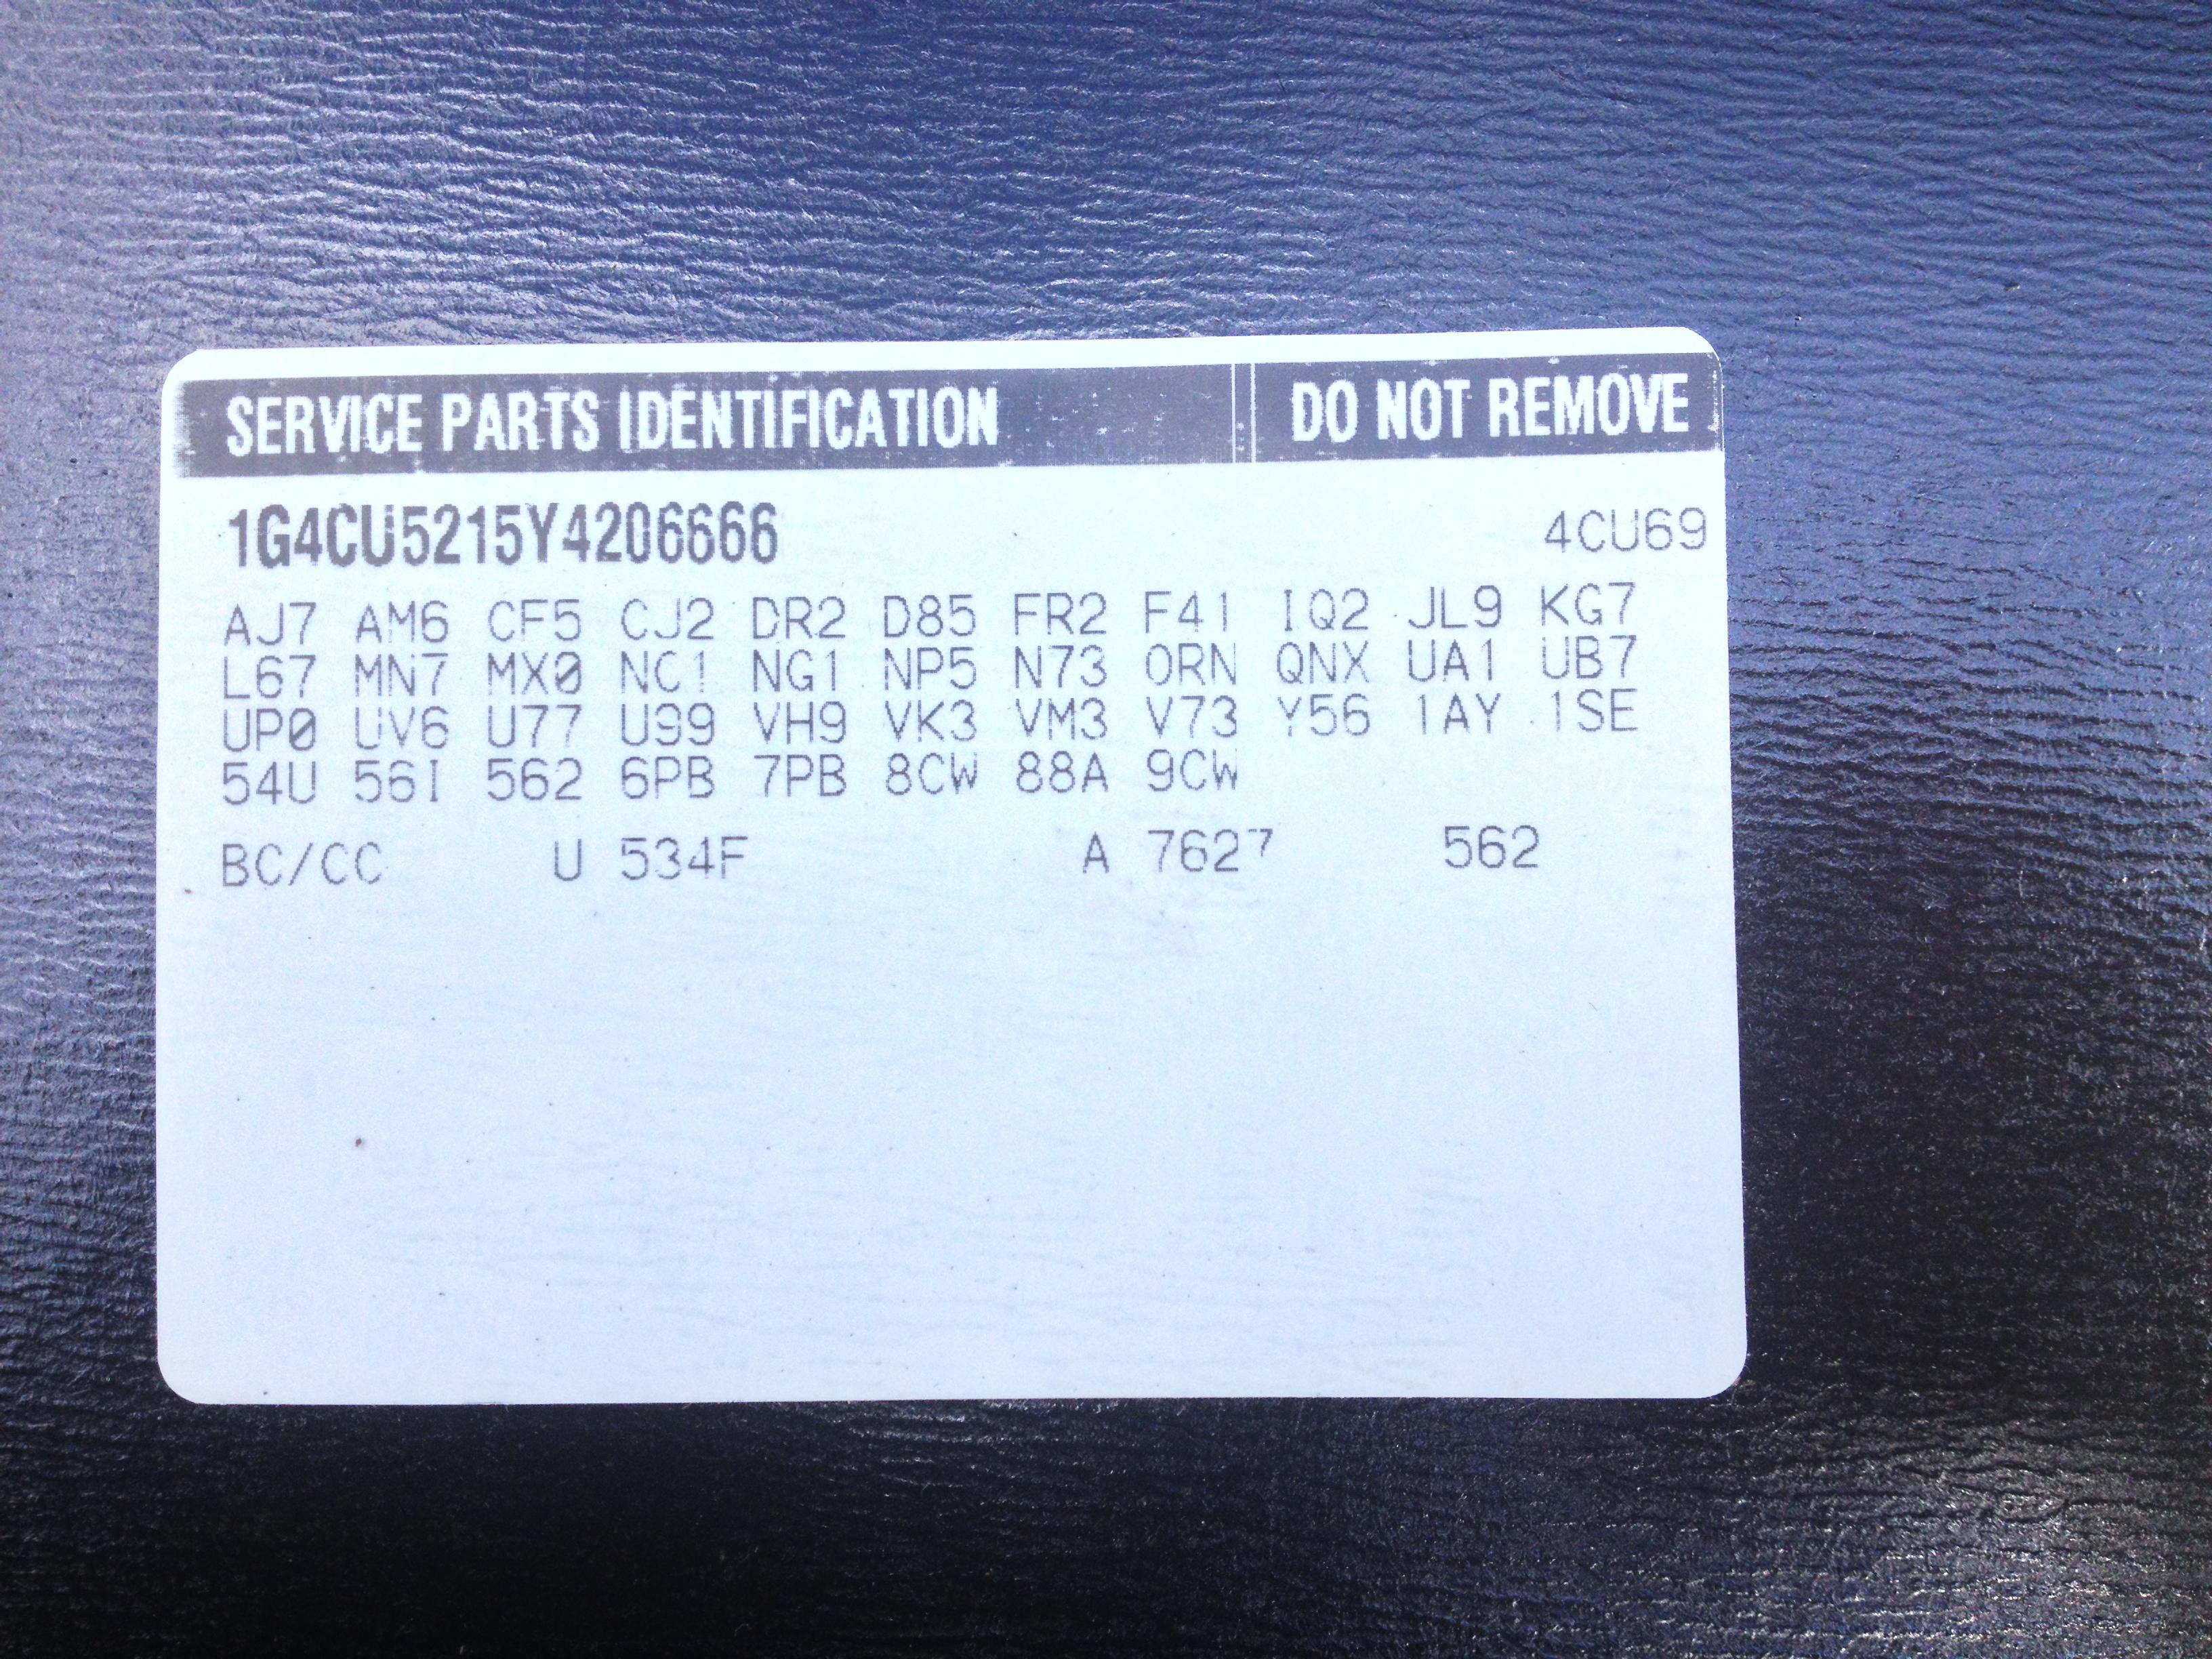 SERVICE PARTS IDENTIFICATION DO NOT REMOVE
1G4CU5215Y4206666 4CU69
AJ7 AM6 CF5 CJ2 DR2 D85 FR2 F41 IQ2 JL9 KG7
L67 MN7 MX0 NC1 NG1 NP5 N73 ORN QNX UA1 UB7
UP0 UV6 U77 U99 VH9 VK3 VM3 V73 Y56 1AY 1SE
54U 56I 562 6PB 7PB 8CW 88A 9CW
BC/CC U 534F A 7627 562